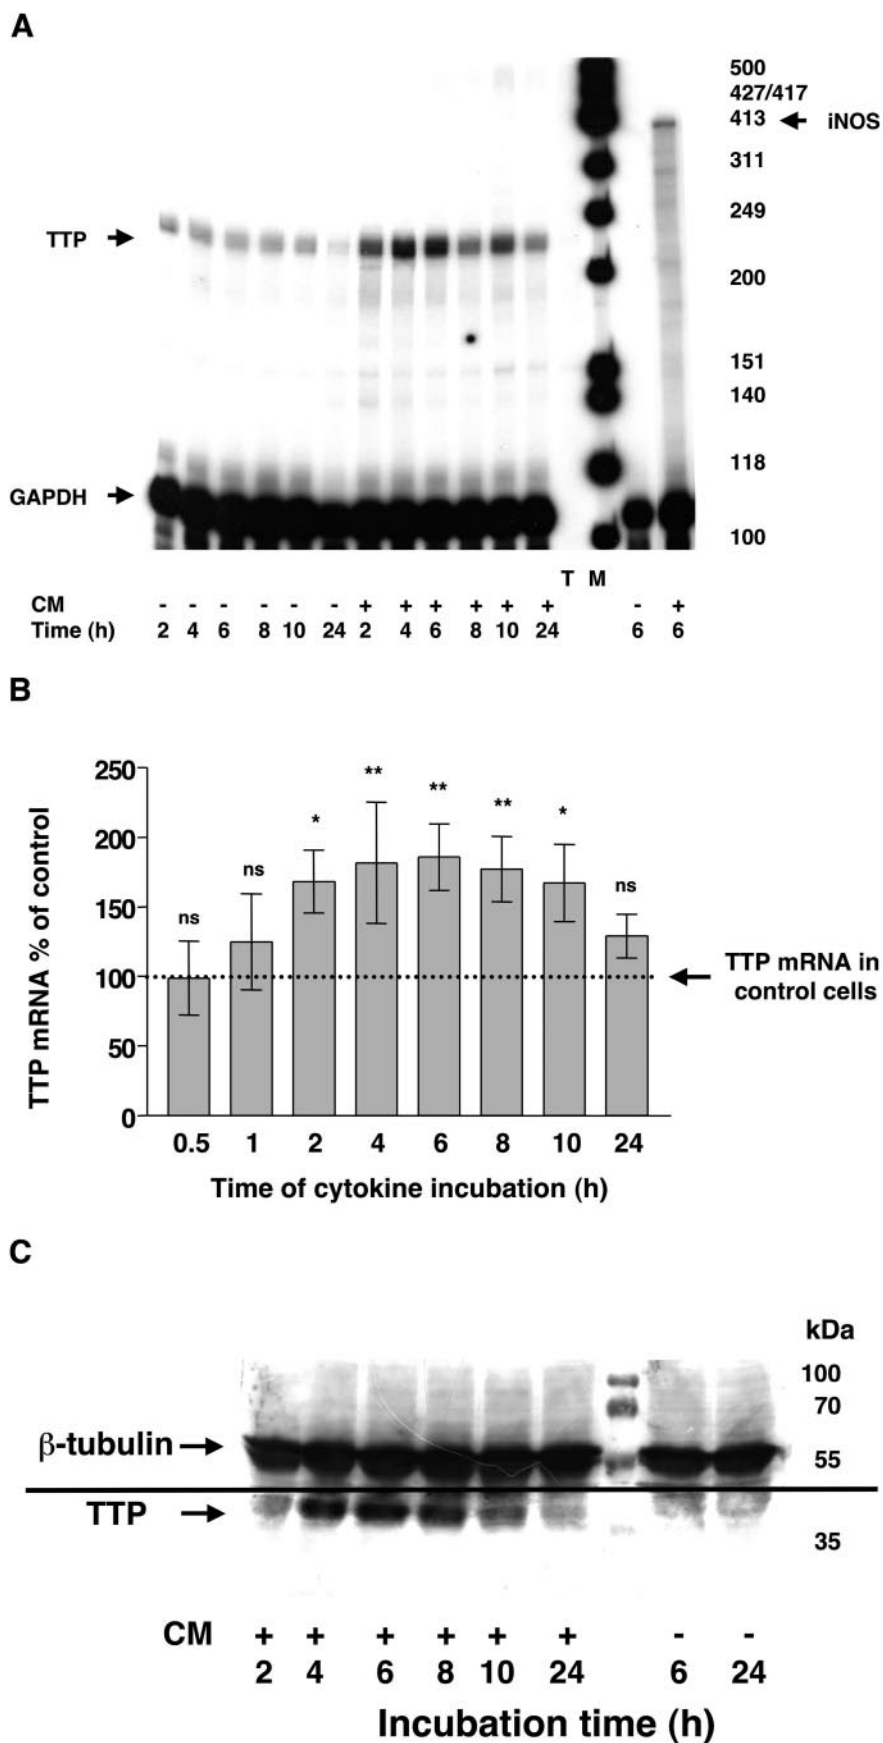 A
500
427/417
413
iNOS
311
249
TTP
200
151
140
118
GAPDH
100
T M
CM - - - - - - + + + + + + - +
Time (h) 2 4 6 8 10 24 2 4 6 8 10 24 6 6
B
TTP mRNA % of control
250
200
150
100
50
0
ns ns * ** ** ** * ns
TTP mRNA in
control cells
0.5 1 2 4 6 8 10 24
Time of cytokine incubation (h)
C
kDa
100
70
β-tubulin
55
TTP
35
CM + + + + + + - -
2 4 6 8 10 24 6 24
Incubation time (h)